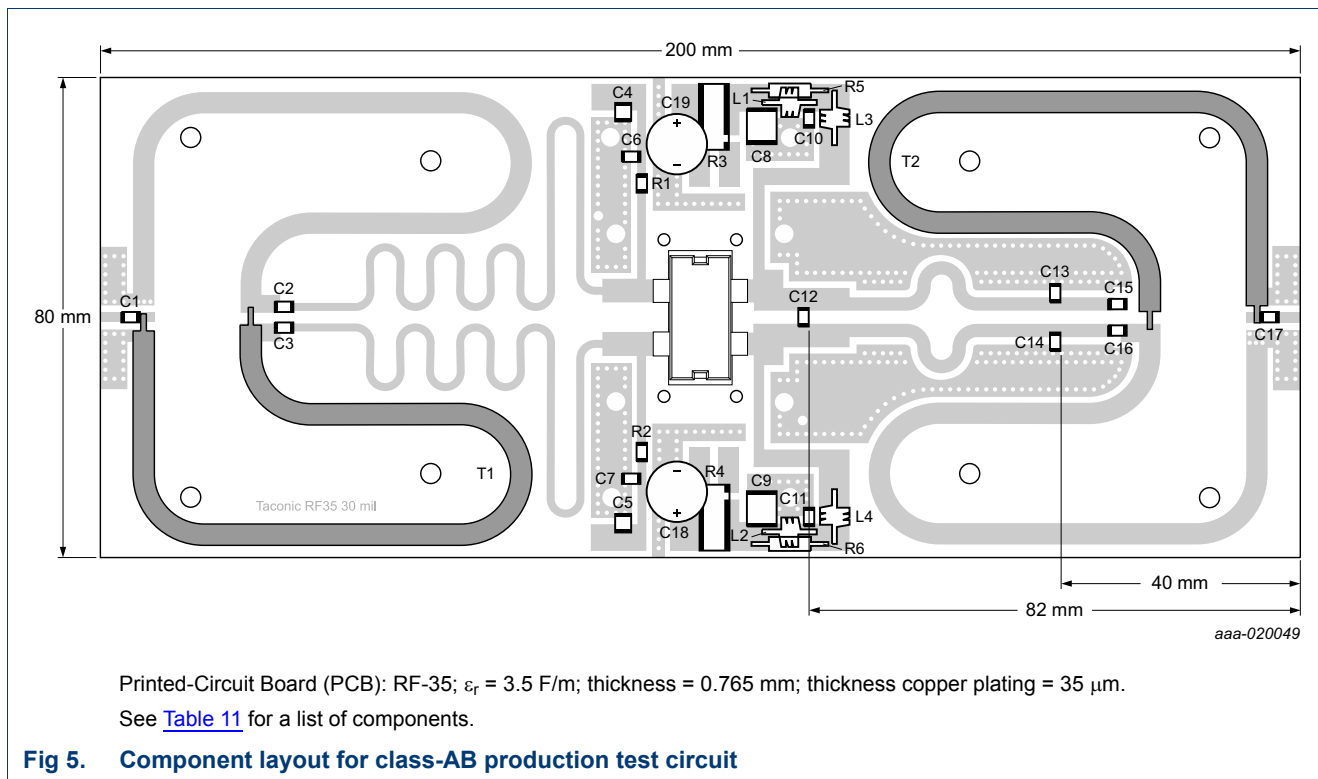 200 mm
80 mm
C4
C19
L1
R5
C6
R3
C8
C10
L3
R1
T2
C1
C2
C3
C12
C13
C15
C14
C16
C17
R2
C7
R4
C9
C11
T1
C5
C18
L2
L4
R6
+
−
−
+
Taconic RF35 30 mil
40 mm
82 mm
aaa-020049
Printed-Circuit Board (PCB): RF-35; εr = 3.5 F/m; thickness = 0.765 mm; thickness copper plating = 35 μm.
See Table 11 for a list of components.
Fig 5. Component layout for class-AB production test circuit